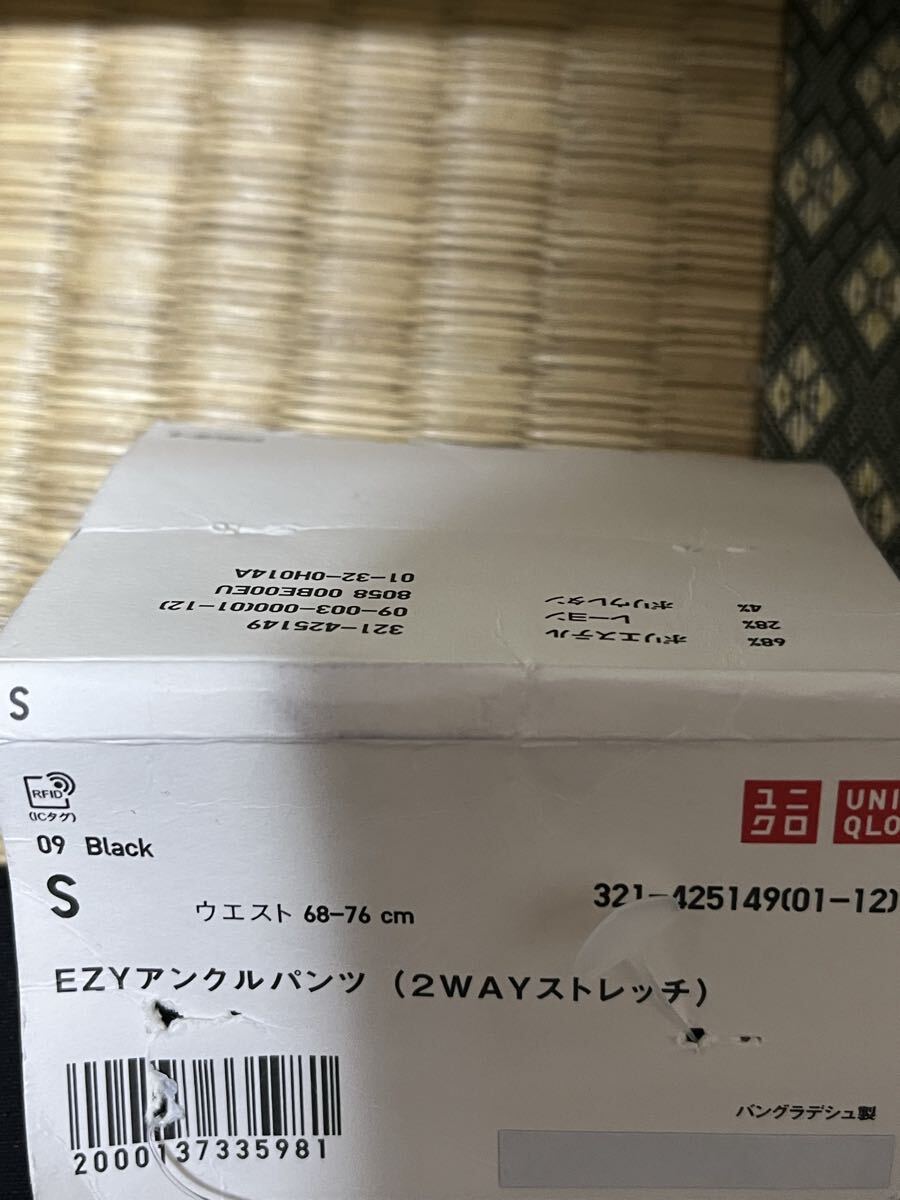 01-32-0H014A
8058 00BE00EU
09-003-000(01-12)
321-425149
ポリエステル 68%
レーヨン 28%
ポリウレタン 4%
S
RFID
(ICタグ)
09 Black
S
ウエスト 68-76 cm
ユニクロ
UNI
QLO
321-425149(01-12)
EZYアンクルパンツ(2WAYストレッチ)
2000137335981
バングラデシュ製